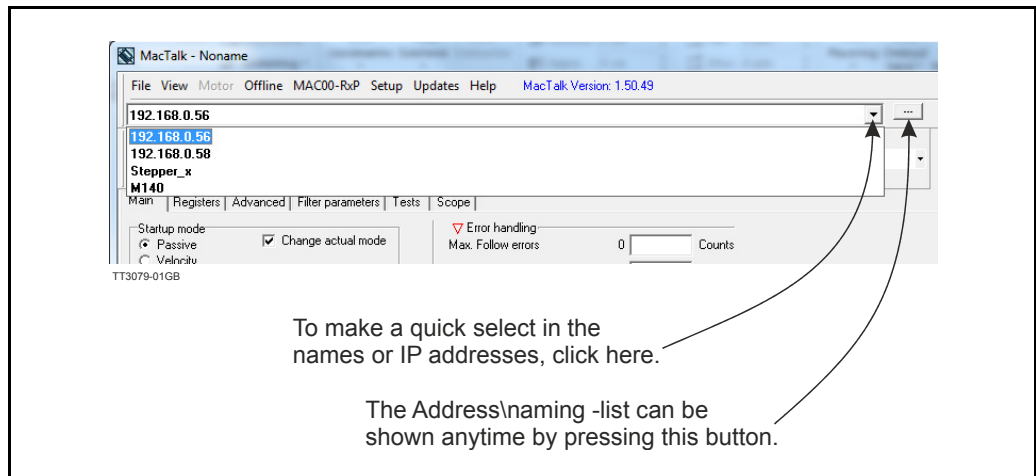 MacTalk - Noname
File View Motor Offline MAC00-RxP Setup Updates Help MacTalk Version: 1.50.49
192.168.0.56 ...
192.168.0.56
192.168.0.58
Stepper_x
M140
Main Registers Advanced Filter parameters Tests Scope
Startup mode Error handling
Passive Change actual mode Max. Follow errors 0 Counts
Velocity
TT3079-01GB
To make a quick select in the
names or IP addresses, click here.
The Address\naming -list can be
shown anytime by pressing this button.